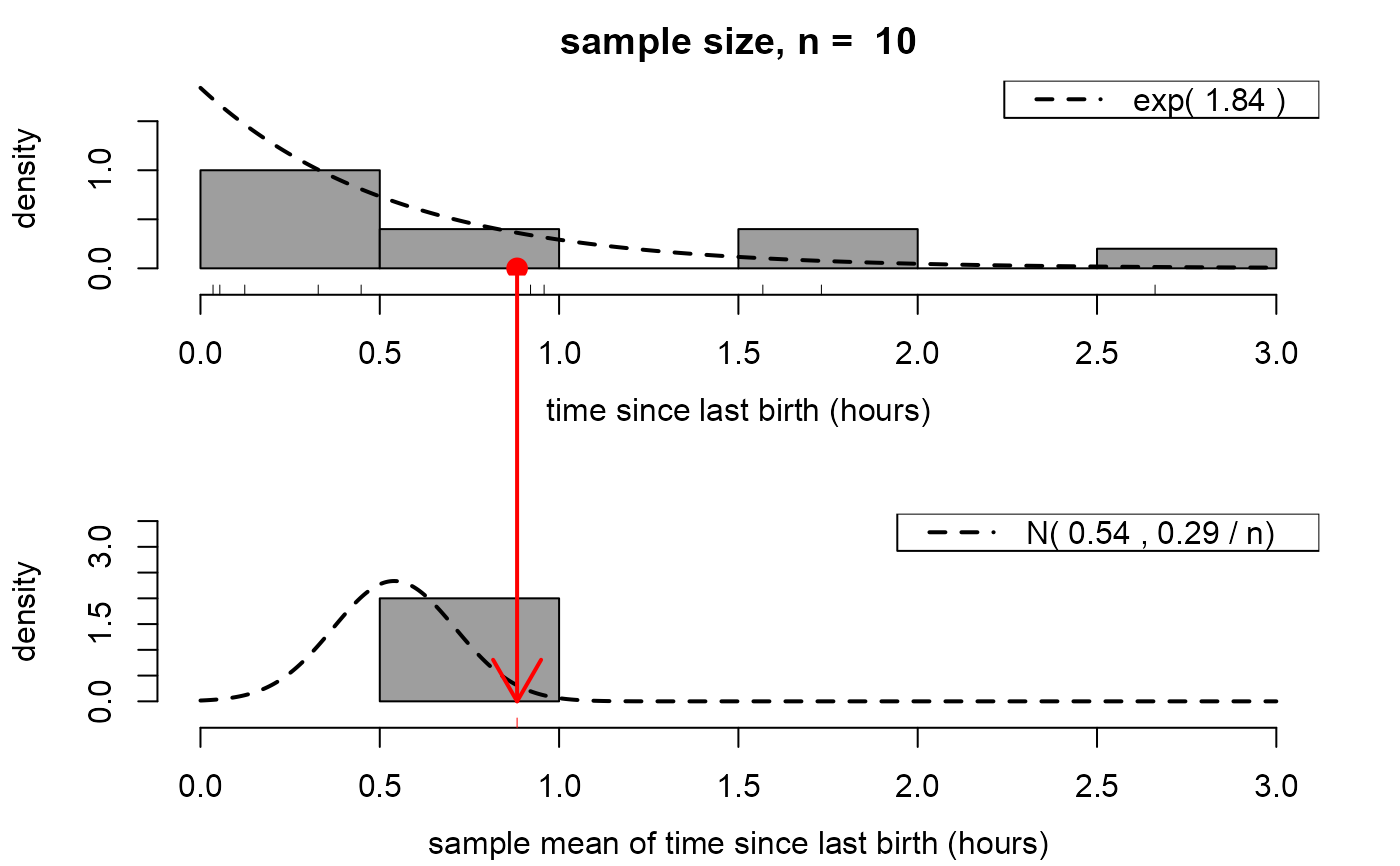 sample size, n =  10
exp( 1.84 )
density
1.0
0.0
0.0 0.5 1.0 1.5 2.0 2.5 3.0
time since last birth (hours)
N( 0.54 , 0.29 / n)
density
3.0
1.5
0.0
0.0 0.5 1.0 1.5 2.0 2.5 3.0
sample mean of time since last birth (hours)